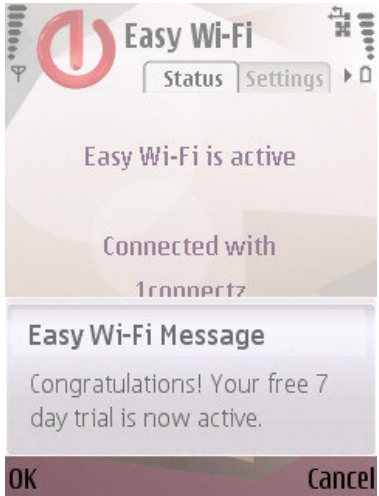 Easy Wi-Fi
Status Settings
Easy Wi-Fi is active
Connected with
1connectz
Easy Wi-Fi Message
Congratulations! Your free 7
day trial is now active.
OK Cancel